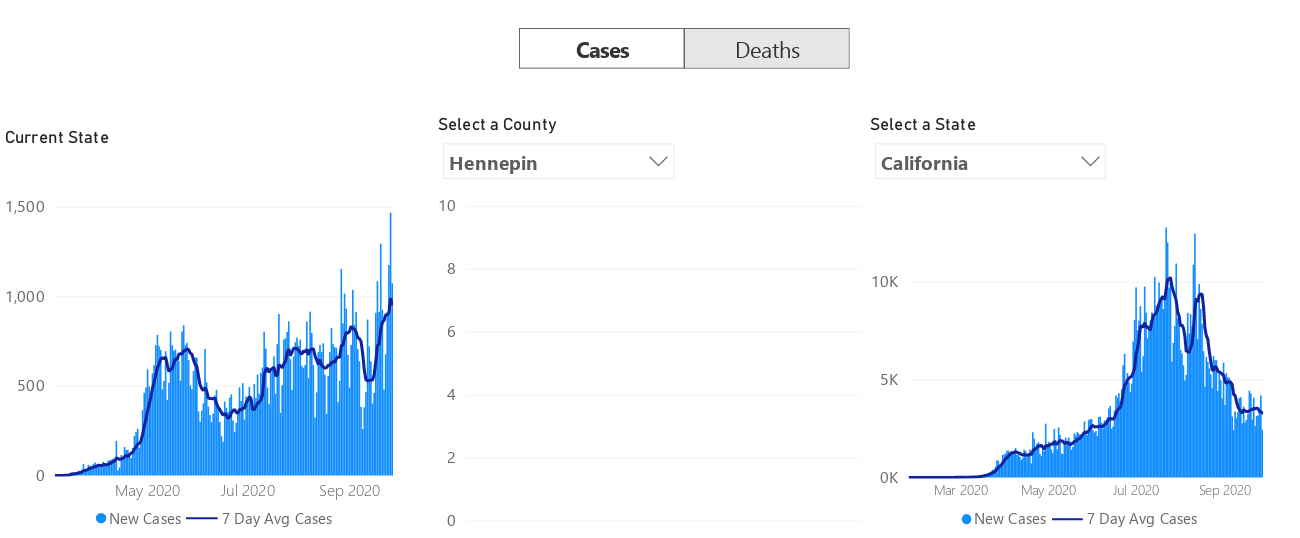 Cases Deaths
Current State
Select a County
Select a State
Hennepin
California
1,500
1,000
500
0
May 2020 Jul 2020 Sep 2020
New Cases 7 Day Avg Cases
10
8
6
4
2
0
10K
5K
0K
Mar 2020 May 2020 Jul 2020 Sep 2020
New Cases 7 Day Avg Cases